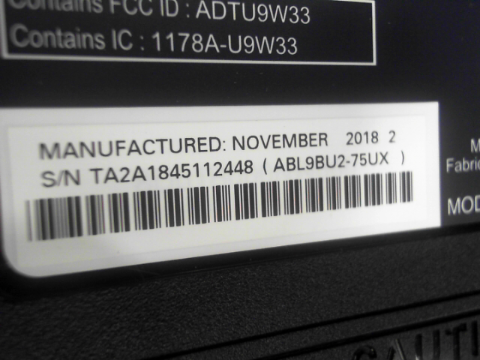 Contains FCC ID : ADTU9W33
Contains IC : 1178A-U9W33
MANUFACTURED: NOVEMBER 2018 2
S/N TA2A1845112448 ( ABL9BU2-75UX )